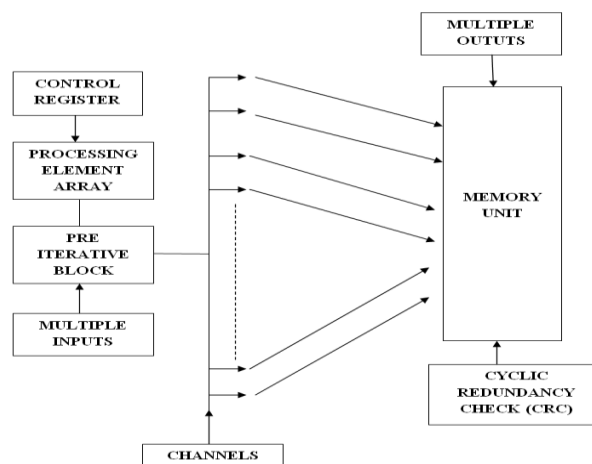 MULTIPLE
OUTUTS
CONTROL
REGISTER
PROCESSING
ELEMENT
ARRAY
MEMORY
UNIT
PRE
ITERATIVE
BLOCK
MULTIPLE
INPUTS
CYCLIC
REDUNDANCY
CHECK (CRC)
CHANNELS